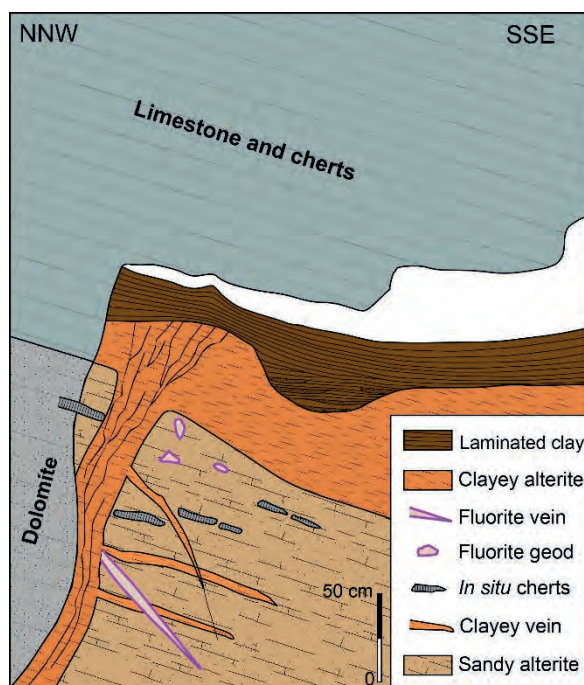 NNW
SSE
Limestone and cherts
Dolomite
50 cm
0
Laminated clay
Clayey alterite
Fluorite vein
Fluorite geod
In situ cherts
Clayey vein
Sandy alterite